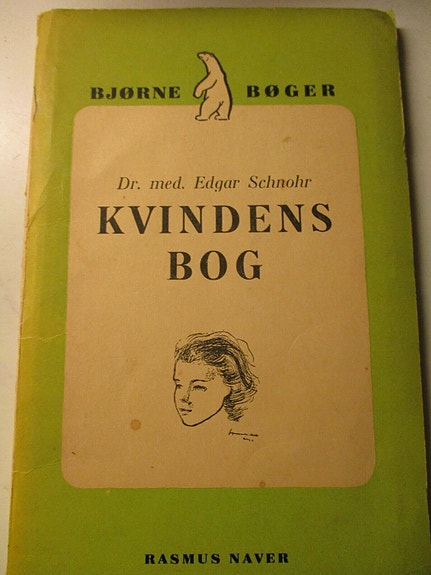 BJØRNE BØGER
Dr. med. Edgar Schnohr
KVINDENS
BOG
RASMUS NAVER